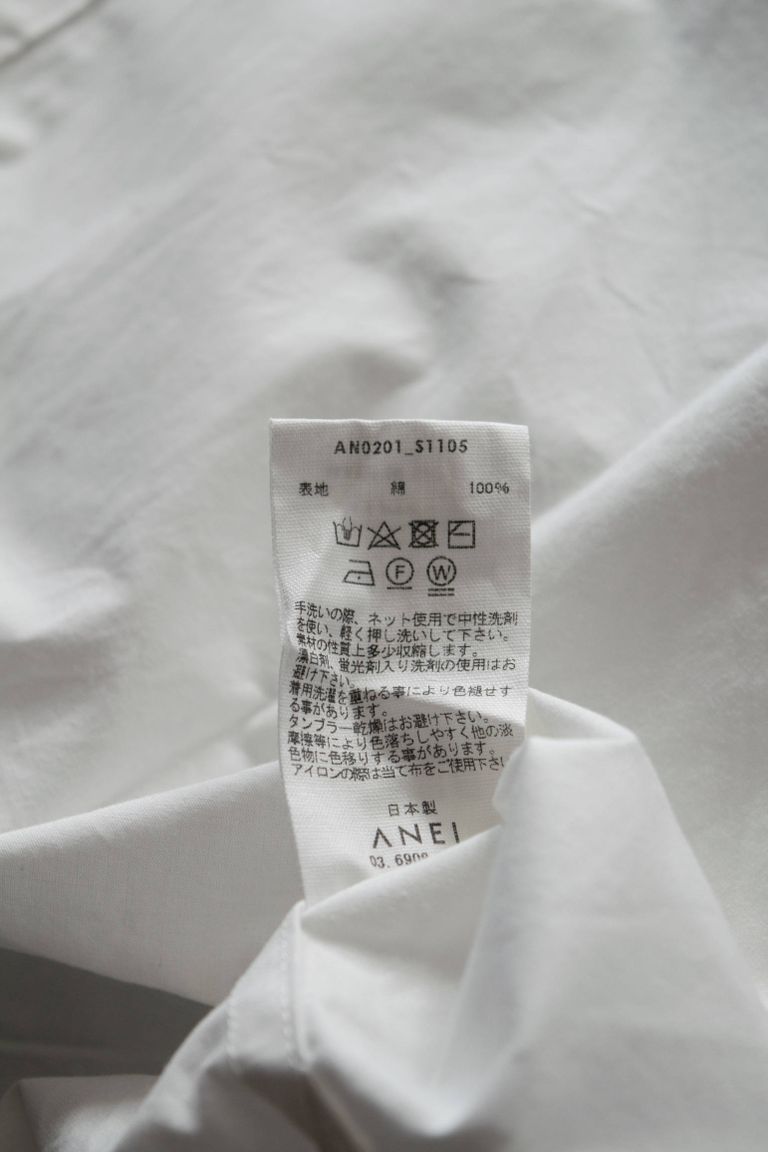 AN0201_S1105
表地 綿 100%
F W
手洗いの際、ネット使用で中性洗剤
を使い、軽く押し洗いして下さい。
素材の性質上多少収縮します。
漂白剤、蛍光剤入り洗剤の使用はお
避け下さい。
着用洗濯を重ねる事により色褪せす
る事があります。
タンブラー乾燥はお避け下さい。
摩擦等により色落ちしやすく他の淡
色物に色移りする事があります。
アイロンの際は当て布をご使用下さい
日本製
ANEI
03. 6908